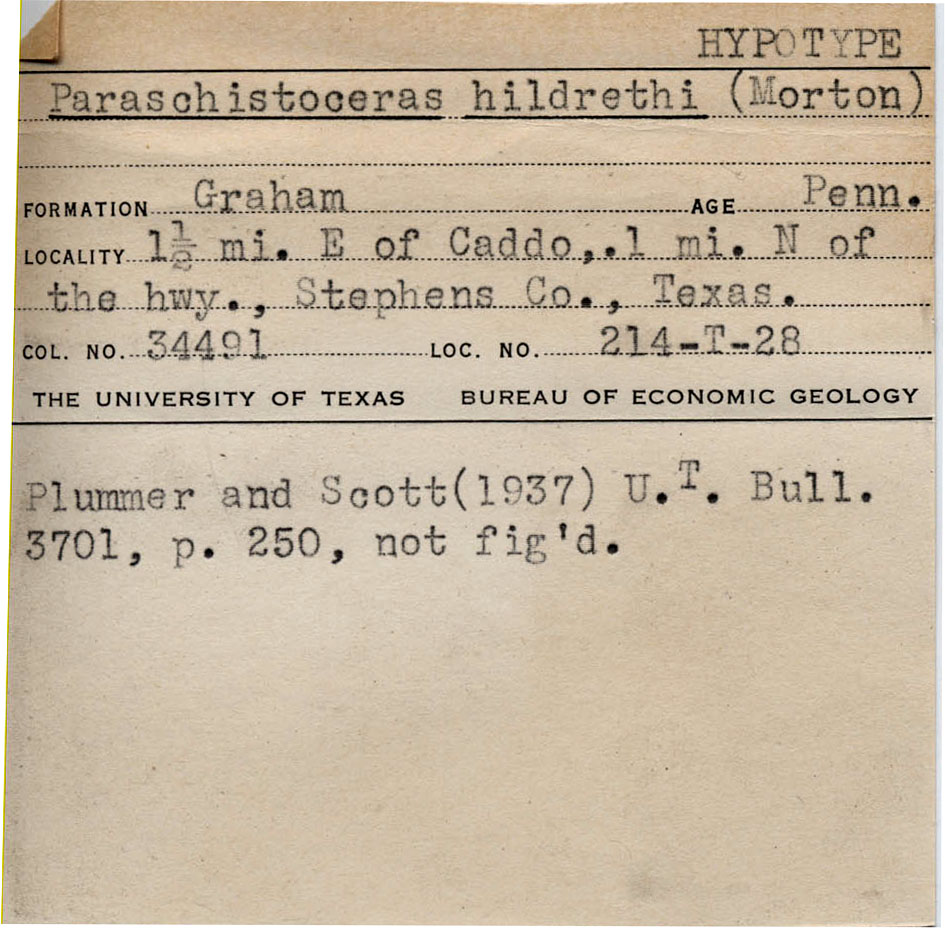 HYPOTYPE
Paraschistoceras hildrethi (Morton)
FORMATION Graham AGE Penn.
LOCALITY 1½ mi. E of Caddo,.1 mi. N of
the hwy., Stephens Co., Texas.
COL. NO. 34491 LOC. NO. 214-T-28
THE UNIVERSITY OF TEXAS BUREAU OF ECONOMIC GEOLOGY
Plummer and Scott(1937) U.T. Bull.
3701, p. 250, not fig'd.